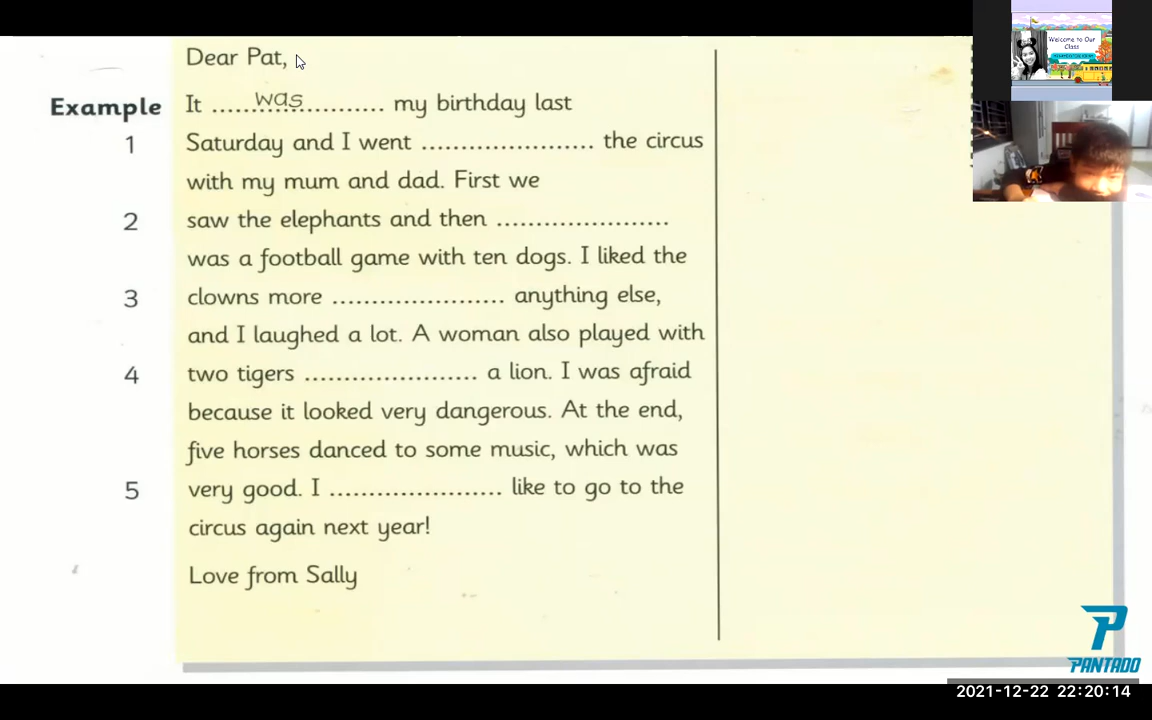 Dear Pat,
Example It ....was.... my birthday last
1 Saturday and I went ...................... the circus
with my mum and dad. First we
2 saw the elephants and then ......................
was a football game with ten dogs. I liked the
3 clowns more ...................... anything else,
and I laughed a lot. A woman also played with
4 two tigers ...................... a lion. I was afraid
because it looked very dangerous. At the end,
five horses danced to some music, which was
5 very good. I ...................... like to go to the
circus again next year!
Love from Sally
Welcome to Our
Class
PANTADO
2021-12-22 22:20:14